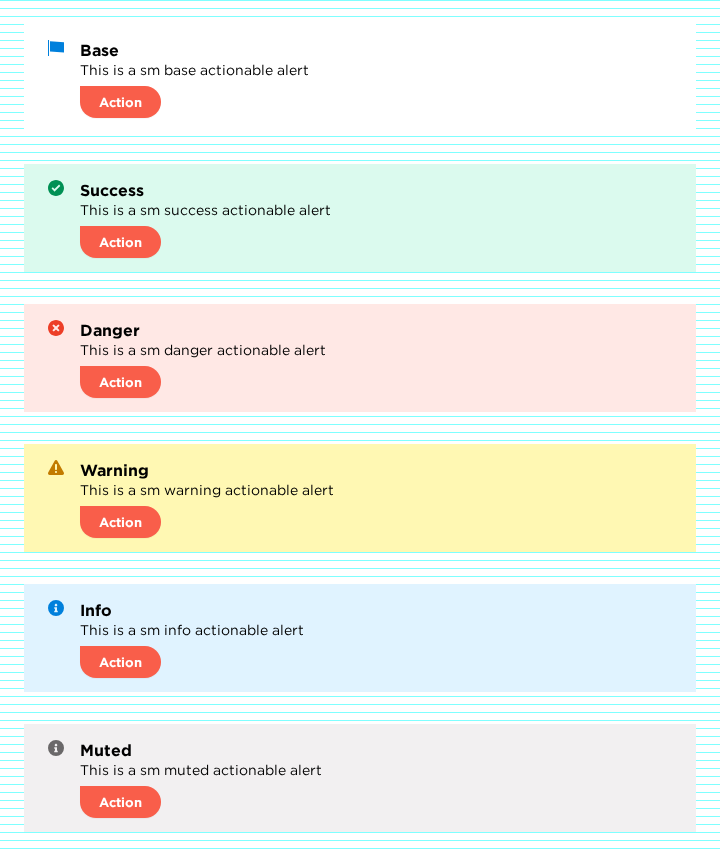 Base
This is a sm base actionable alert
Action
Success
This is a sm success actionable alert
Action
Danger
This is a sm danger actionable alert
Action
Warning
This is a sm warning actionable alert
Action
Info
This is a sm info actionable alert
Action
Muted
This is a sm muted actionable alert
Action